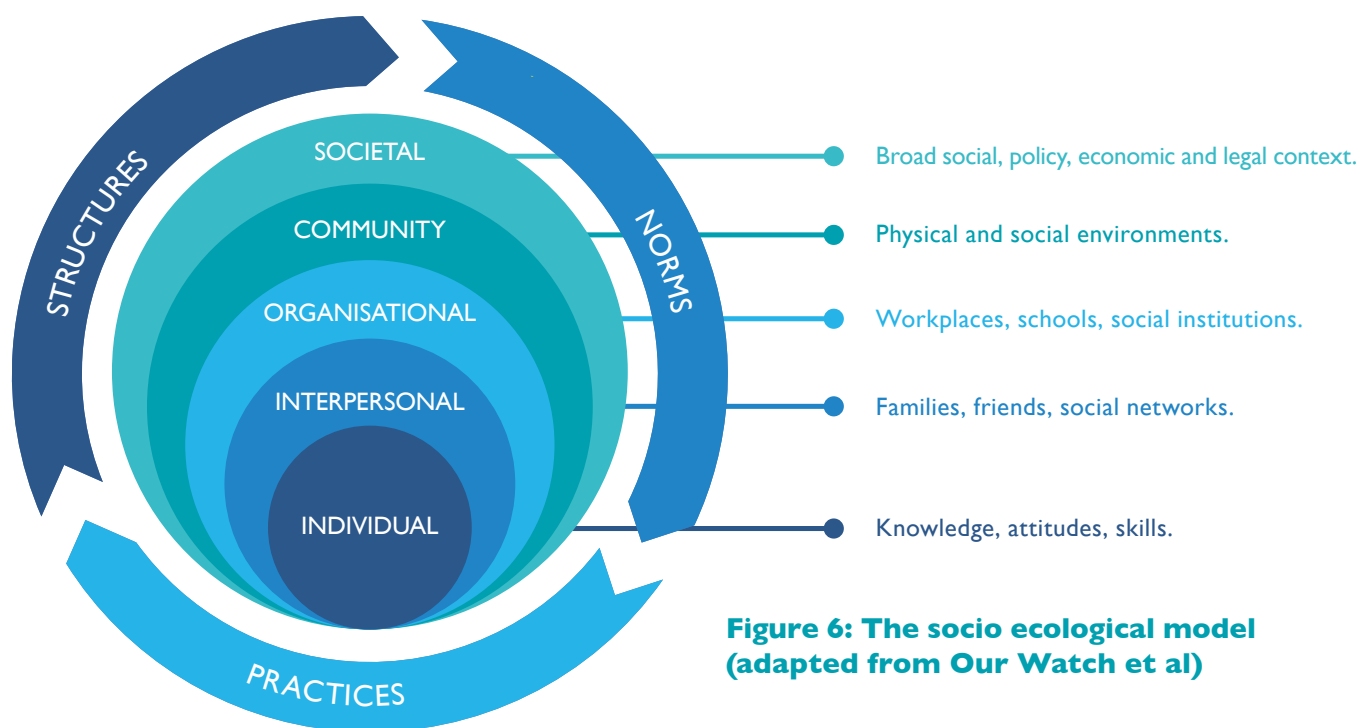 STRUCTURES
NORMS
PRACTICES
SOCIETAL
Broad social, policy, economic and legal context.
COMMUNITY
Physical and social environments.
ORGANISATIONAL
Workplaces, schools, social institutions.
INTERPERSONAL
Families, friends, social networks.
INDIVIDUAL
Knowledge, attitudes, skills.
Figure 6: The socio ecological model
(adapted from Our Watch et al)